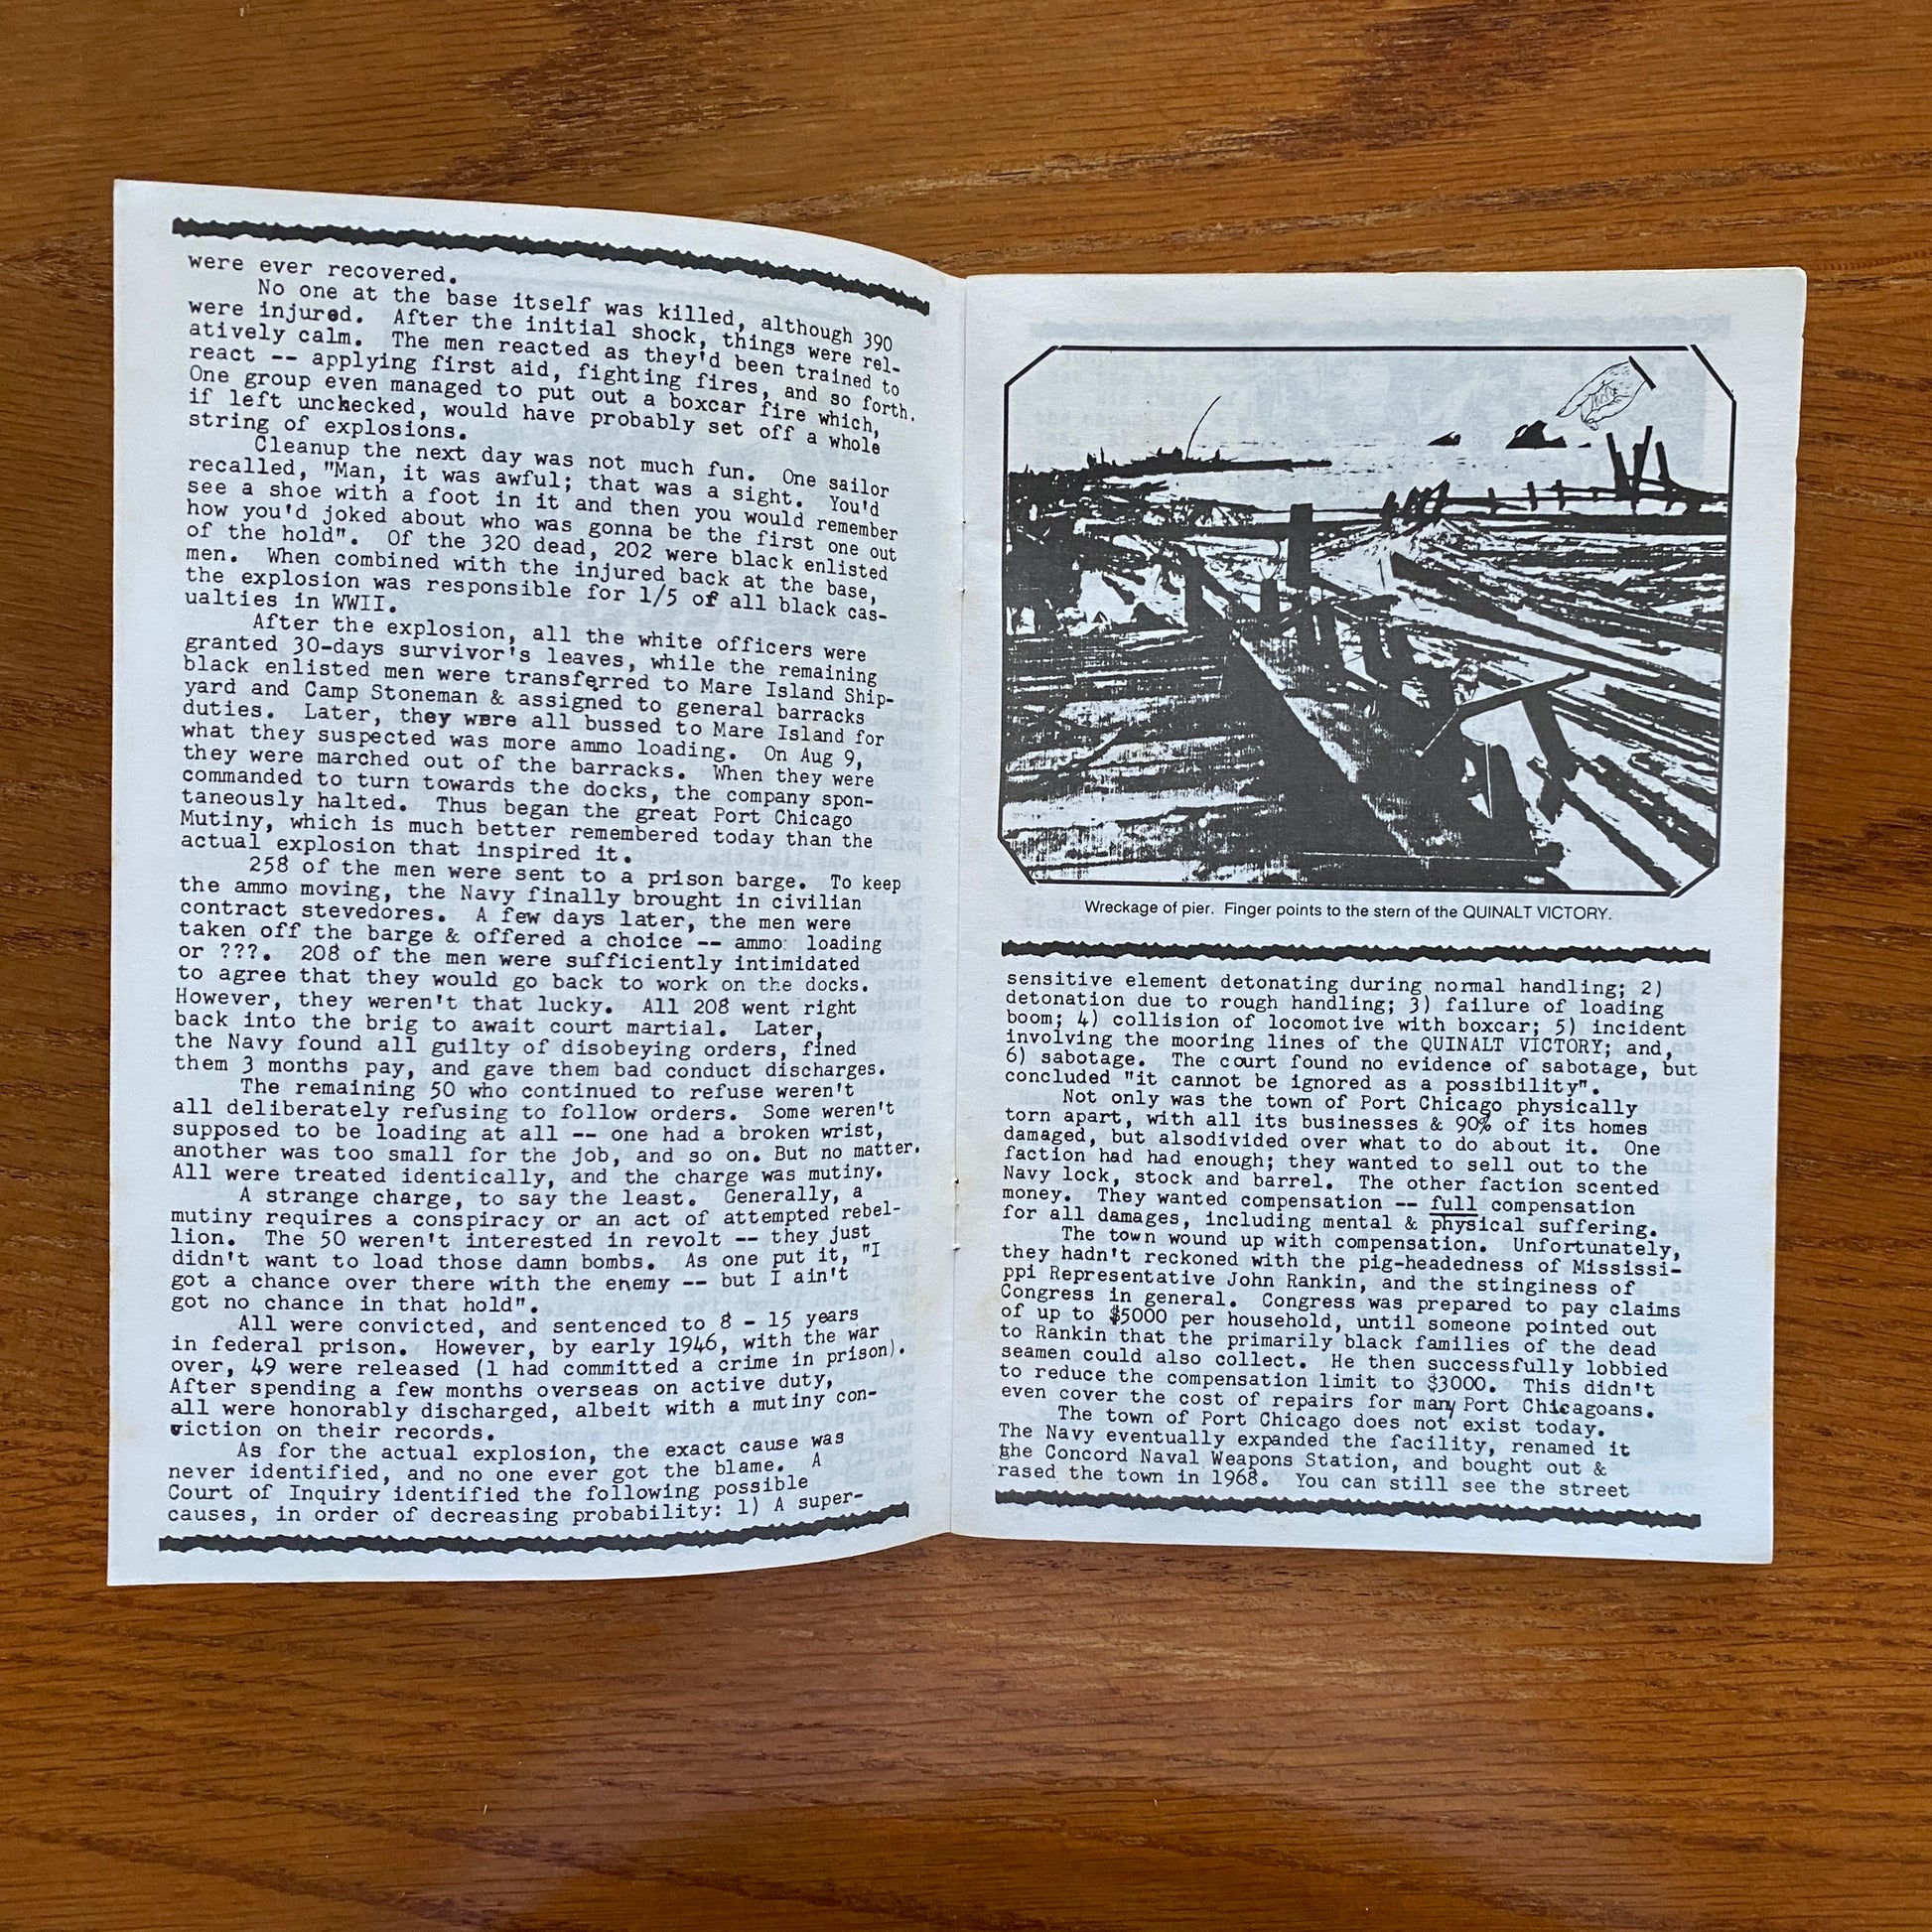 were ever recovered.
No one at the base itself was killed, although 390
were injured. After the initial shock, things were rel-
atively calm. The men reacted as they'd been trained to
react -- applying first aid, fighting fires, and so forth.
One group even managed to put out a boxcar fire which,
if left unchecked, would have probably set off a whole
string of explosions.
Cleanup the next day was not much fun. One sailor
recalled, "Man, it was awful; that was a sight. You'd
see a shoe with a foot in it and then you would remember
how you'd joked about who was gonna be the first one out
of the hold". Of the 320 dead, 202 were black enlisted
men. When combined with the injured back at the base,
the explosion was responsible for 1/5 of all black cas-
ualties in WWII.
After the explosion, all the white officers were
granted 30-days survivor's leaves, while the remaining
black enlisted men were transferred to Mare Island Ship-
yard and Camp Stoneman & assigned to general barracks
duties. Later, they were all bussed to Mare Island for
what they suspected was more ammo loading. On Aug 9,
they were marched out of the barracks. When they were
commanded to turn towards the docks, the company spon-
taneously halted. Thus began the great Port Chicago
Mutiny, which is much better remembered today than the
actual explosion that inspired it.
258 of the men were sent to a prison barge. To keep
the ammo moving, the Navy finally brought in civilian
contract stevedores. A few days later, the men were
taken off the barge & offered a choice -- ammo loading
or ???. 208 of the men were sufficiently intimidated
to agree that they would go back to work on the docks.
However, they weren't that lucky. All 208 went right
back into the brig to await court martial. Later,
the Navy found all guilty of disobeying orders, fined
them 3 months pay, and gave them bad conduct discharges.
The remaining 50 who continued to refuse weren't
all deliberately refusing to follow orders. Some weren't
supposed to be loading at all -- one had a broken wrist,
another was too small for the job, and so on. But no matter.
All were treated identically, and the charge was mutiny.
A strange charge, to say the least. Generally, a
mutiny requires a conspiracy or an act of attempted rebel-
lion. The 50 weren't interested in revolt -- they just
didn't want to load those damn bombs. As one put it, "I
got a chance over there with the enemy -- but I ain't
got no chance in that hold".
All were convicted, and sentenced to 8 - 15 years
in federal prison. However, by early 1946, with the war
over, 49 were released (1 had committed a crime in prison).
After spending a few months overseas on active duty,
all were honorably discharged, albeit with a mutiny con-
viction on their records.
As for the actual explosion, the exact cause was
never identified, and no one ever got the blame. A
Court of Inquiry identified the following possible
causes, in order of decreasing probability: 1) A super-
Wreckage of pier. Finger points to the stern of the QUINALT VICTORY.
sensitive element detonating during normal handling; 2)
detonation due to rough handling; 3) failure of loading
boom; 4) collision of locomotive with boxcar; 5) incident
involving the mooring lines of the QUINALT VICTORY; and,
6) sabotage. The court found no evidence of sabotage, but
concluded "it cannot be ignored as a possibility".
Not only was the town of Port Chicago physically
torn apart, with all its businesses & 90% of its homes
damaged, but alsodivided over what to do about it. One
faction had had enough; they wanted to sell out to the
Navy lock, stock and barrel. The other faction scented
money. They wanted compensation -- full compensation
for all damages, including mental & physical suffering.
The town wound up with compensation. Unfortunately,
they hadn't reckoned with the pig-headedness of Mississi-
ppi Representative John Rankin, and the stinginess of
Congress in general. Congress was prepared to pay claims
of up to $5000 per household, until someone pointed out
to Rankin that the primarily black families of the dead
seamen could also collect. He then successfully lobbied
to reduce the compensation limit to $3000. This didn't
even cover the cost of repairs for many Port Chicagoans.
The town of Port Chicago does not exist today.
The Navy eventually expanded the facility, renamed it
the Concord Naval Weapons Station, and bought out &
rased the town in 1968. You can still see the street